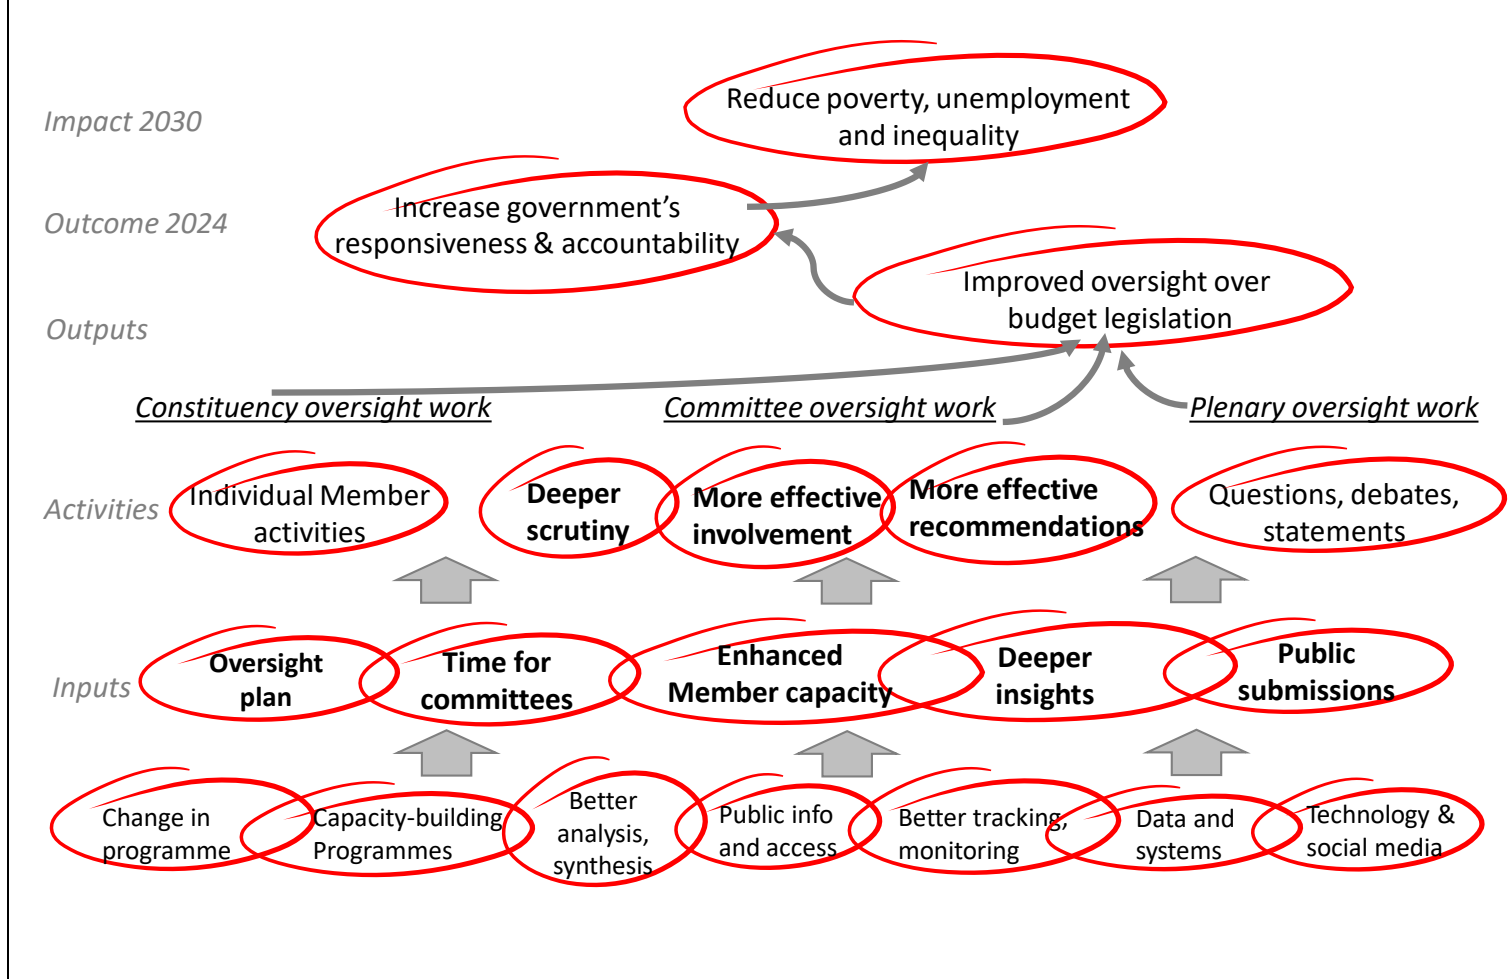 Reduce poverty, unemployment
and inequality
Impact 2030
Increase government's
responsiveness & accountability
Outcome 2024
Improved oversight over
budget legislation
Outputs
Constituency oversight work
Committee oversight work
Plenary oversight work
Activities
Individual Member
activities
Deeper
scrutiny
More effective
involvement
More effective
recommendations
Questions, debates,
statements
Inputs
Oversight
plan
Time for
committees
Enhanced
Member capacity
Deeper
insights
Public
submissions
Change in
programme
Capacity-building
Programmes
Better
analysis,
synthesis
Public info
and access
Better tracking,
monitoring
Data and
systems
Technology &
social media